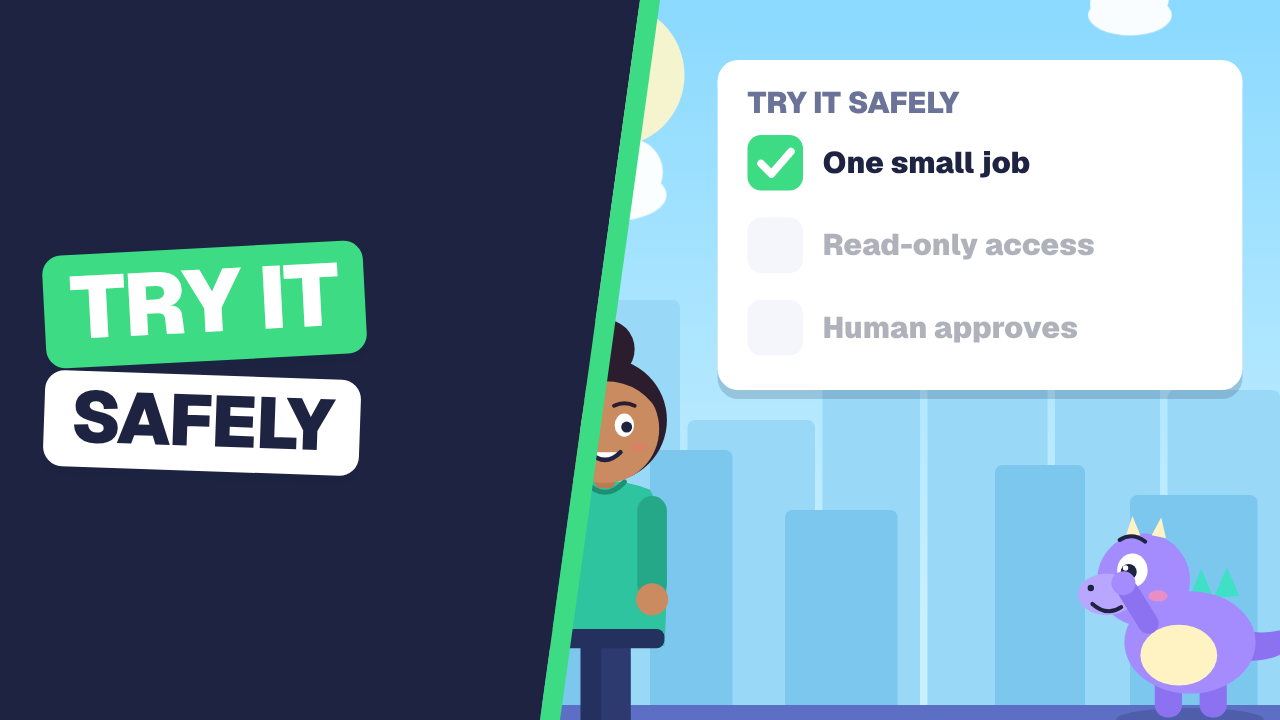 TRY IT
SAFELY
TRY IT SAFELY
One small job
Read-only access
Human approves